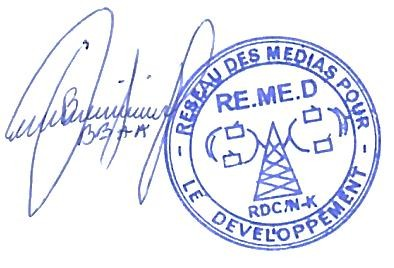 RESEAU DES MEDIAS POUR
RE.ME.D
RDC/N-K
LE DEVELOPPEMENT